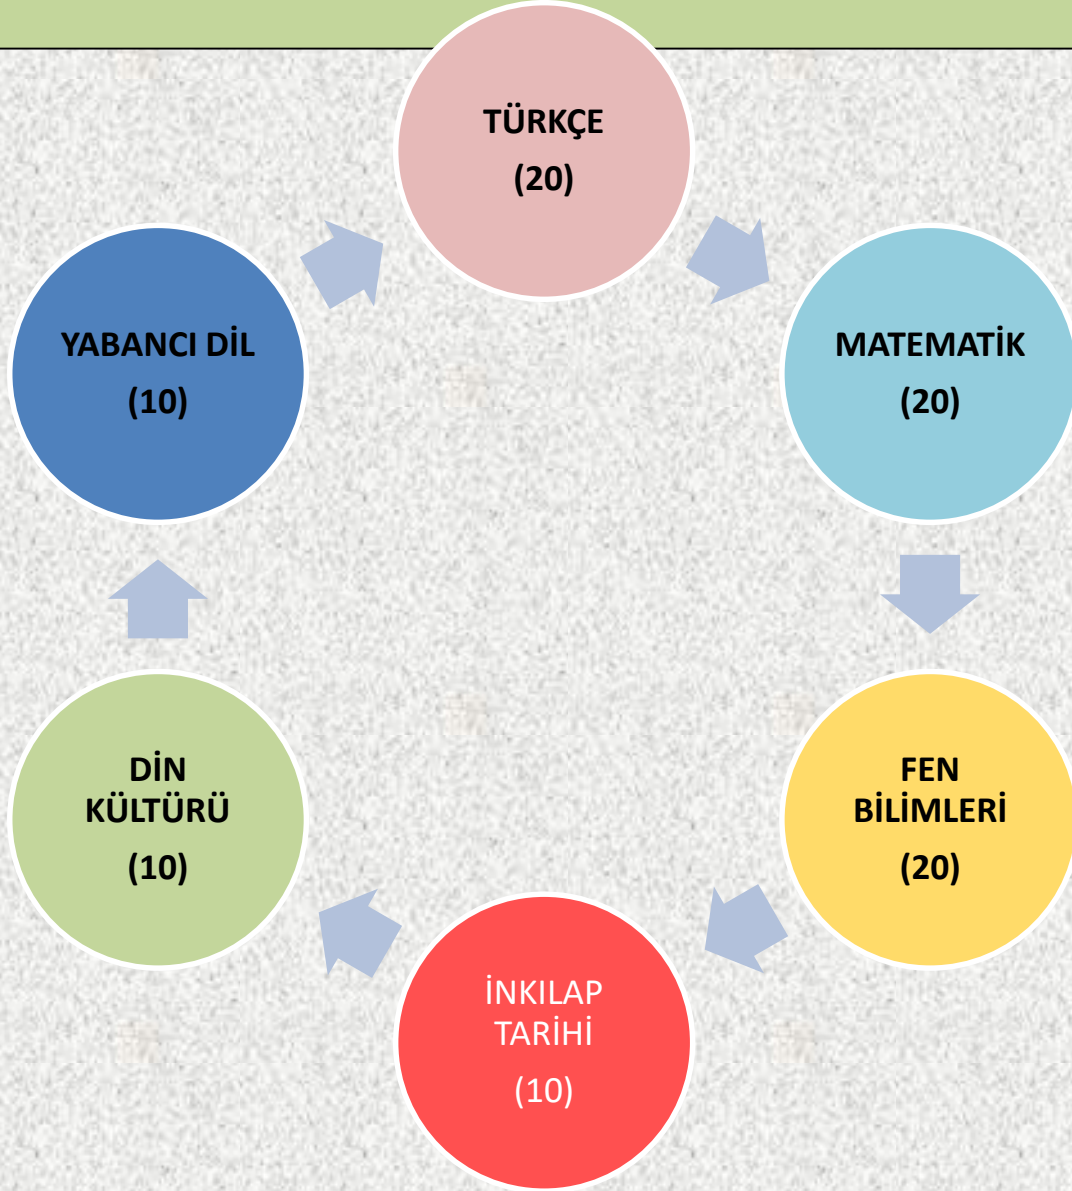 TÜRKÇE
(20)
MATEMATİK
(20)
FEN
BİLİMLERİ
(20)
İNKILAP
TARİHİ
(10)
DİN
KÜLTÜRÜ
(10)
YABANCI DİL
(10)